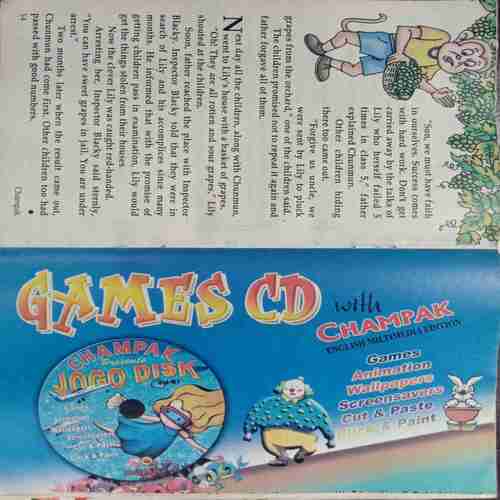 "Son, we must have faith
in ourselves. Success comes
with hard work. Don't get
carried away by the talks of
Lily who herself failed 5
times in class 5," father
explained Chunmun.
Other children hiding
there too came out.
"Forgive us uncle, we
were sent by Lily to pluck
grapes from the orchard," one of the children said.
The children promised not to repeat it again and
father forgave all of them.
Next day all the children, along with Chunmun,
went to Lily's house with a basket of grapes.
"Oh! They are all rotten and sour grapes," Lily
shouted at the children.
Soon, father reached the place with Inspector
Blacky. Inspector Blacky told that they were in
search of Lily and his accomplices since many
months. He informed that with the promise of
getting children pass in examination, Lily would
get the things stolen from their houses.
Now the clever Lily was caught red-handed.
Arresting her, Inspector Blacky said sternly,
"You can have sweet grapes in jail. You are under
arrest."
Two months later when the result came out,
Chunmun had come first. Other children too had
passed with good numbers.
14
Champak
GAMES CD with
CHAMPAK
ENGLISH MULTIMEDIA EDITION
Games
Animation
Wallpapers
Screensavers
Cut & Paste
Pick & Paint
CHAMPAK
Presents
JOGO DISK